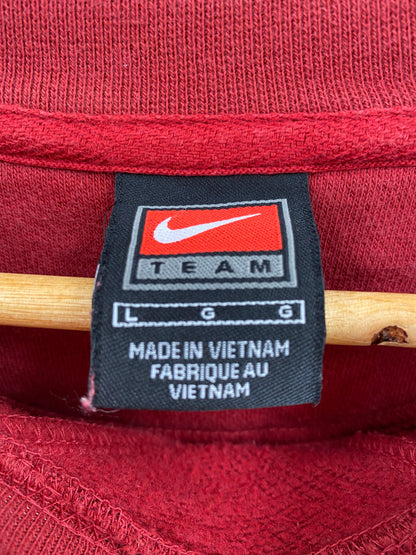 TEAM
L G G
MADE IN VIETNAM
FABRIQUE AU
VIETNAM